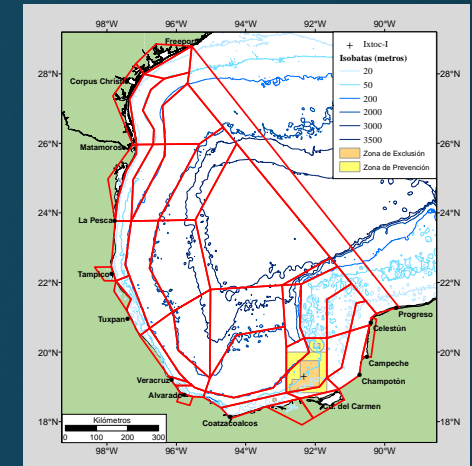 98°W 96°W 94°W 92°W 90°W
Freeport
+ Ixtoc-I
Isobatas (metros)
20
50
200
2000
3000
3500
Zona de Exclusión
Zona de Prevención
28°N 28°N
Corpus Christi
26°N 26°N
Matamoros
24°N 24°N
La Pesca
22°N 22°N
Tampico
Tuxpan
Progreso
Celestún
20°N 20°N
Campeche
Veracruz
Champotón
Alvarado
Cd. del Carmen
Coatzacoalcos
18°N
Kilómetros
0 100 200 300
98°W 96°W 94°W 92°W 90°W